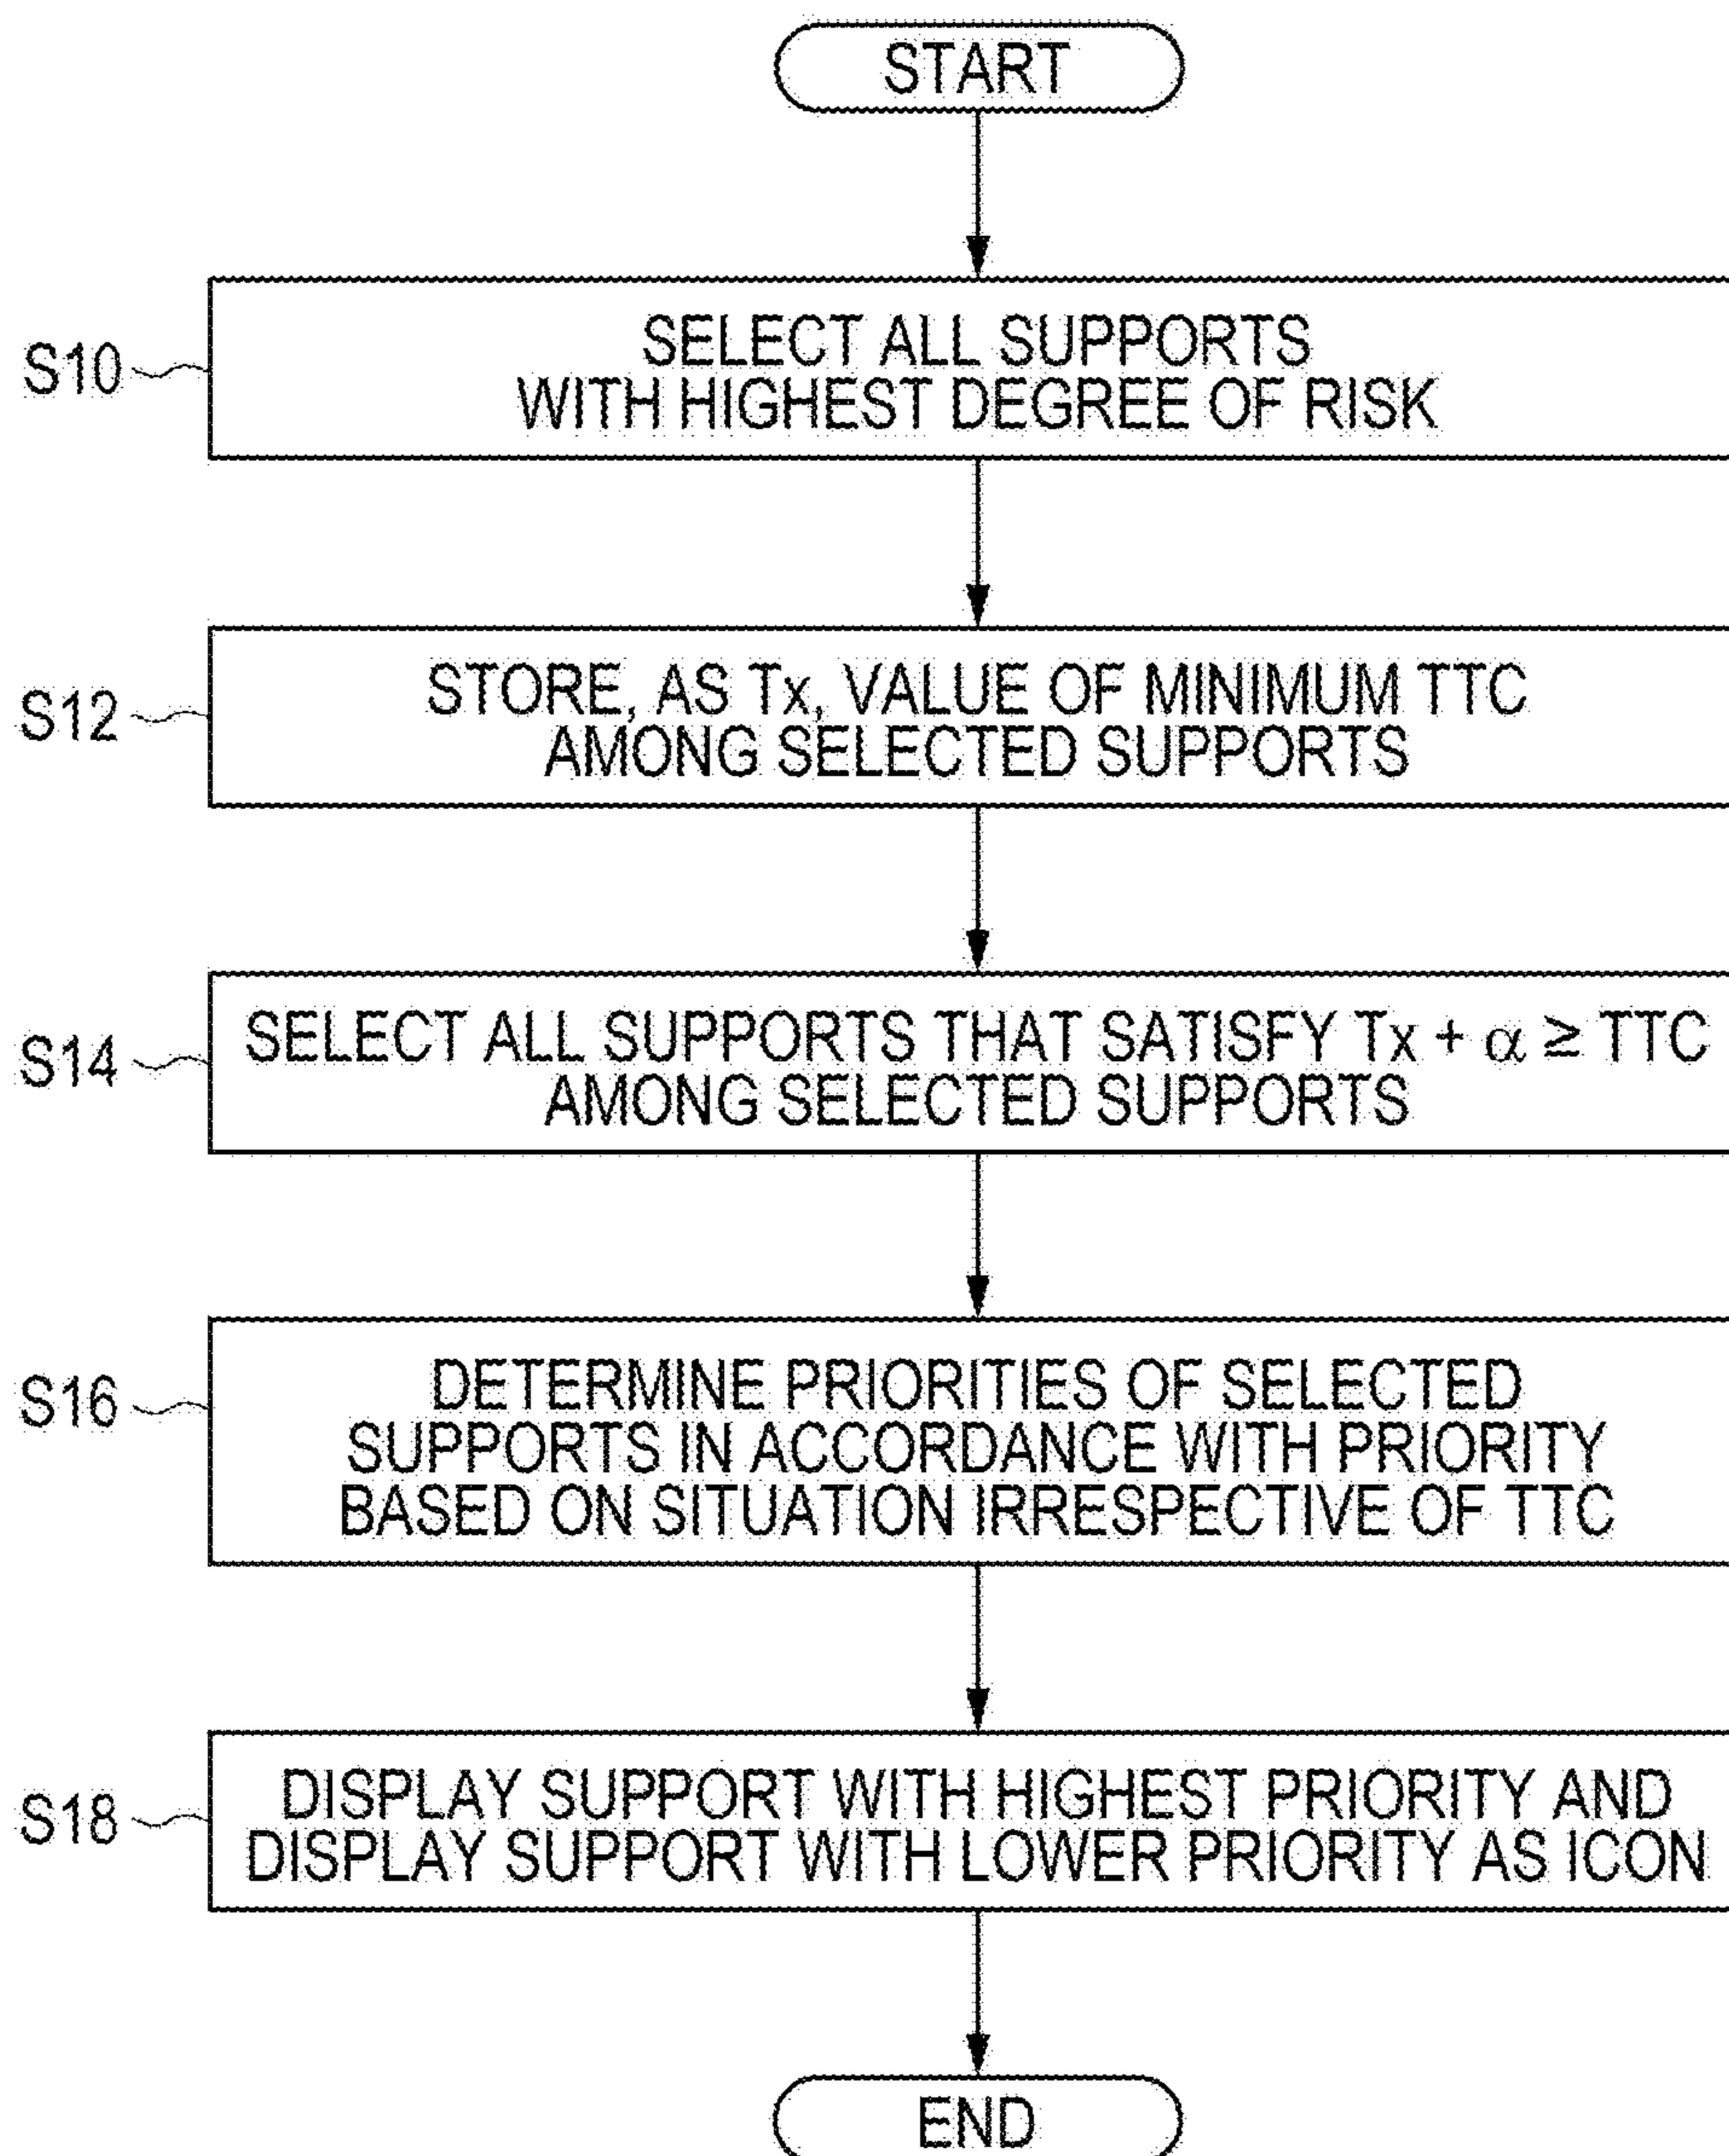 START
S10
SELECT ALL SUPPORTS
WITH HIGHEST DEGREE OF RISK
S12
STORE, AS Tx, VALUE OF MINIMUM TTC
AMONG SELECTED SUPPORTS
S14
SELECT ALL SUPPORTS THAT SATISFY Tx + α ≧ TTC
AMONG SELECTED SUPPORTS
S16
DETERMINE PRIORITIES OF SELECTED
SUPPORTS IN ACCORDANCE WITH PRIORITY
BASED ON SITUATION IRRESPECTIVE OF TTC
S18
DISPLAY SUPPORT WITH HIGHEST PRIORITY AND
DISPLAY SUPPORT WITH LOWER PRIORITY AS ICON
END